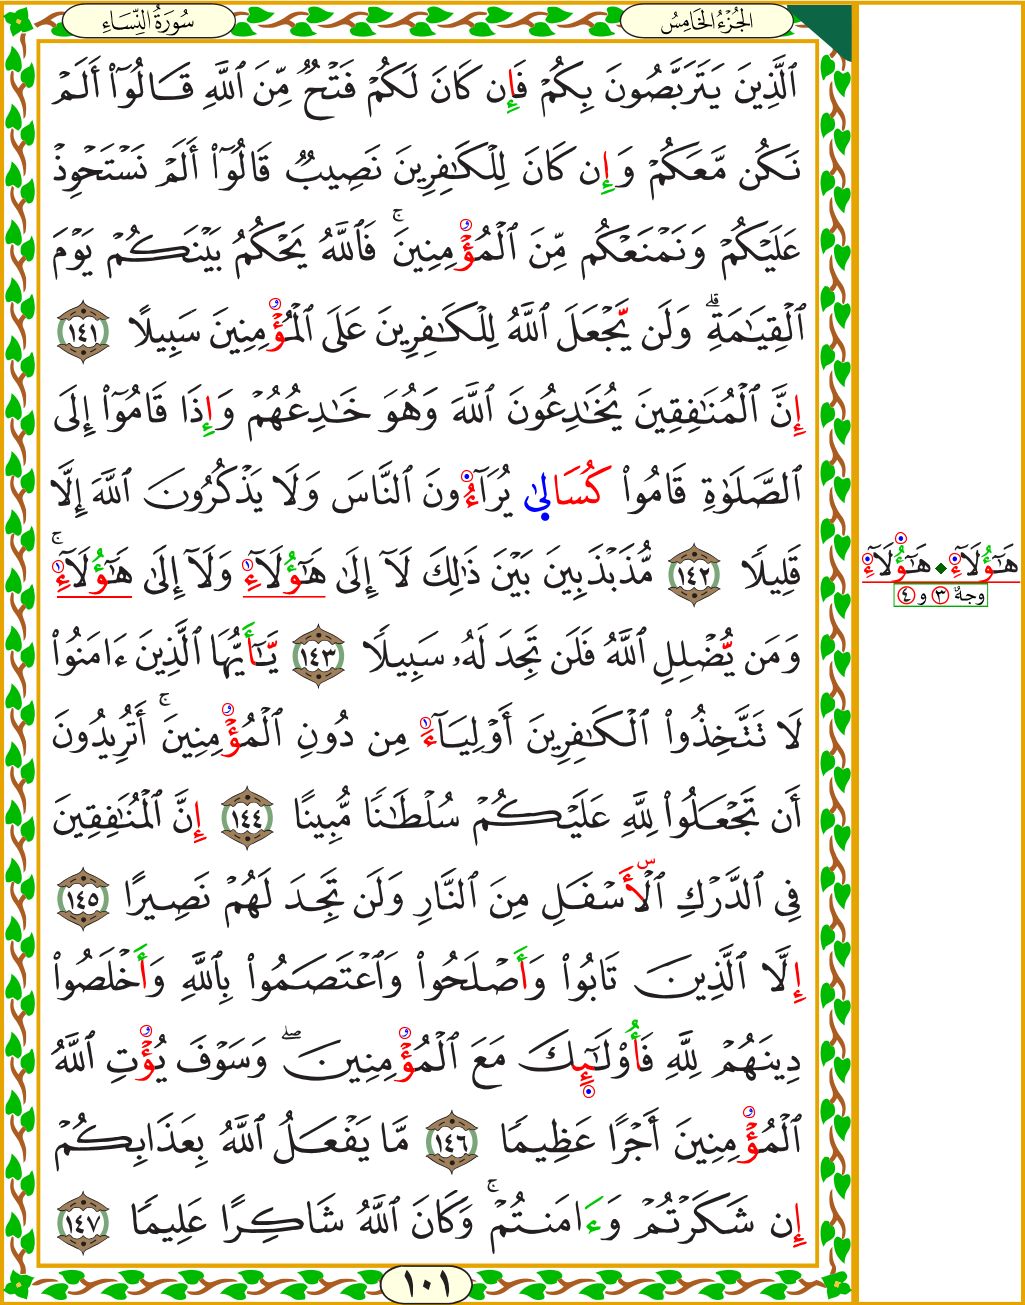 الجُزْءُ الخَامِسُ
سُورَةُ النِّسَاءِ
ٱلَّذِينَ يَتَرَبَّصُونَ بِكُمۡ فَإِن كَانَ لَكُمۡ فَتۡحٞ مِّنَ ٱللَّهِ قَالُوٓاْ أَلَمۡ
نَكُن مَّعَكُمۡ وَإِن كَانَ لِلۡكَٰفِرِينَ نَصِيبٞ قَالُوٓاْ أَلَمۡ نَسۡتَحۡوِذۡ
عَلَيۡكُمۡ وَنَمۡنَعۡكُم مِّنَ ٱلۡمُؤۡمِنِينَۚ فَٱللَّهُ يَحۡكُمُ بَيۡنَكُمۡ يَوۡمَ
ٱلۡقِيَٰمَةِۗ وَلَن يَّجۡعَلَ ٱللَّهُ لِلۡكَٰفِرِينَ عَلَى ٱلۡمُؤۡمِنِينَ سَبِيلًا ١٤١
إِنَّ ٱلۡمُنَٰفِقِينَ يُخَٰدِعُونَ ٱللَّهَ وَهُوَ خَٰدِعُهُمۡ وَإِذَا قَامُوٓاْ إِلَى
ٱلصَّلَوٰةِ قَامُواْ كُسَالىٰ يُرَآءُونَ ٱلنَّاسَ وَلَا يَذۡكُرُونَ ٱللَّهَ إِلَّا
قَلِيلًا ١٤٢ مُّذَبۡذَبِينَ بَيۡنَ ذَٰلِكَ لَآ إِلَىٰ هَٰٓؤُلَآءِ وَلَآ إِلَىٰ هَٰٓؤُلَآءِۚ
هَٰٓؤُلَآءِ هَٰٓؤُلَآءِ
وجهٌ ٣ و ٤
وَمَن يُّضۡلِلِ ٱللَّهُ فَلَن تَجِدَ لَهُۥ سَبِيلًا ١٤٣ يَٰٓأَيُّهَا ٱلَّذِينَ ءَامَنُواْ
لَا تَتَّخِذُواْ ٱلۡكَٰفِرِينَ أَوۡلِيَآءَ مِن دُونِ ٱلۡمُؤۡمِنِينَۚ أَتُرِيدُونَ
أَن تَجۡعَلُواْ لِلَّهِ عَلَيۡكُمۡ سُلۡطَٰنٗا مُّبِينًا ١٤٤ إِنَّ ٱلۡمُنَٰفِقِينَ
فِي ٱلدَّرۡكِ ٱلۡأَسۡفَلِ مِنَ ٱلنَّارِ وَلَن تَجِدَ لَهُمۡ نَصِيرًا ١٤٥
إِلَّا ٱلَّذِينَ تَابُواْ وَأَصۡلَحُواْ وَٱعۡتَصَمُواْ بِٱللَّهِ وَأَخۡلَصُواْ
دِينَهُمۡ لِلَّهِ فَأُوْلَٰٓئِكَ مَعَ ٱلۡمُؤۡمِنِينَۖ وَسَوۡفَ يُؤۡتِ ٱللَّهُ
ٱلۡمُؤۡمِنِينَ أَجۡرًا عَظِيمٗا ١٤٦ مَّا يَفۡعَلُ ٱللَّهُ بِعَذَابِكُمۡ
إِن شَكَرۡتُمۡ وَءَامَنتُمۡۚ وَكَانَ ٱللَّهُ شَاكِرًا عَلِيمٗا ١٤٧
١٠١